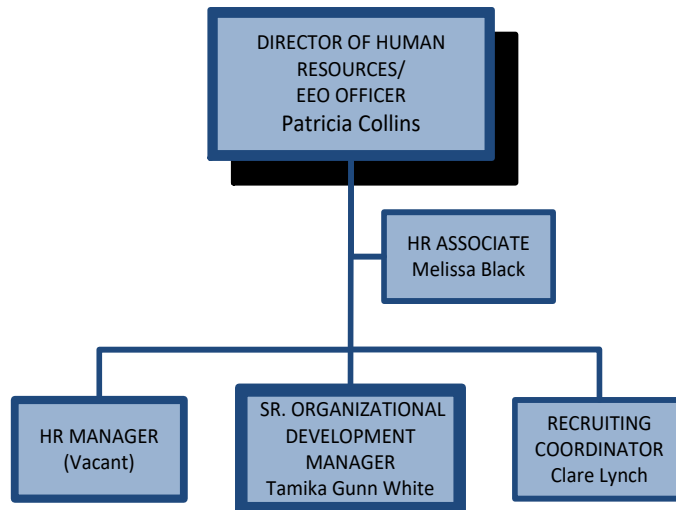 DIRECTOR OF HUMAN
RESOURCES/
EEO OFFICER
Patricia Collins
HR ASSOCIATE
Melissa Black
HR MANAGER
(Vacant)
SR. ORGANIZATIONAL
DEVELOPMENT
MANAGER
Tamika Gunn White
RECRUITING
COORDINATOR
Clare Lynch